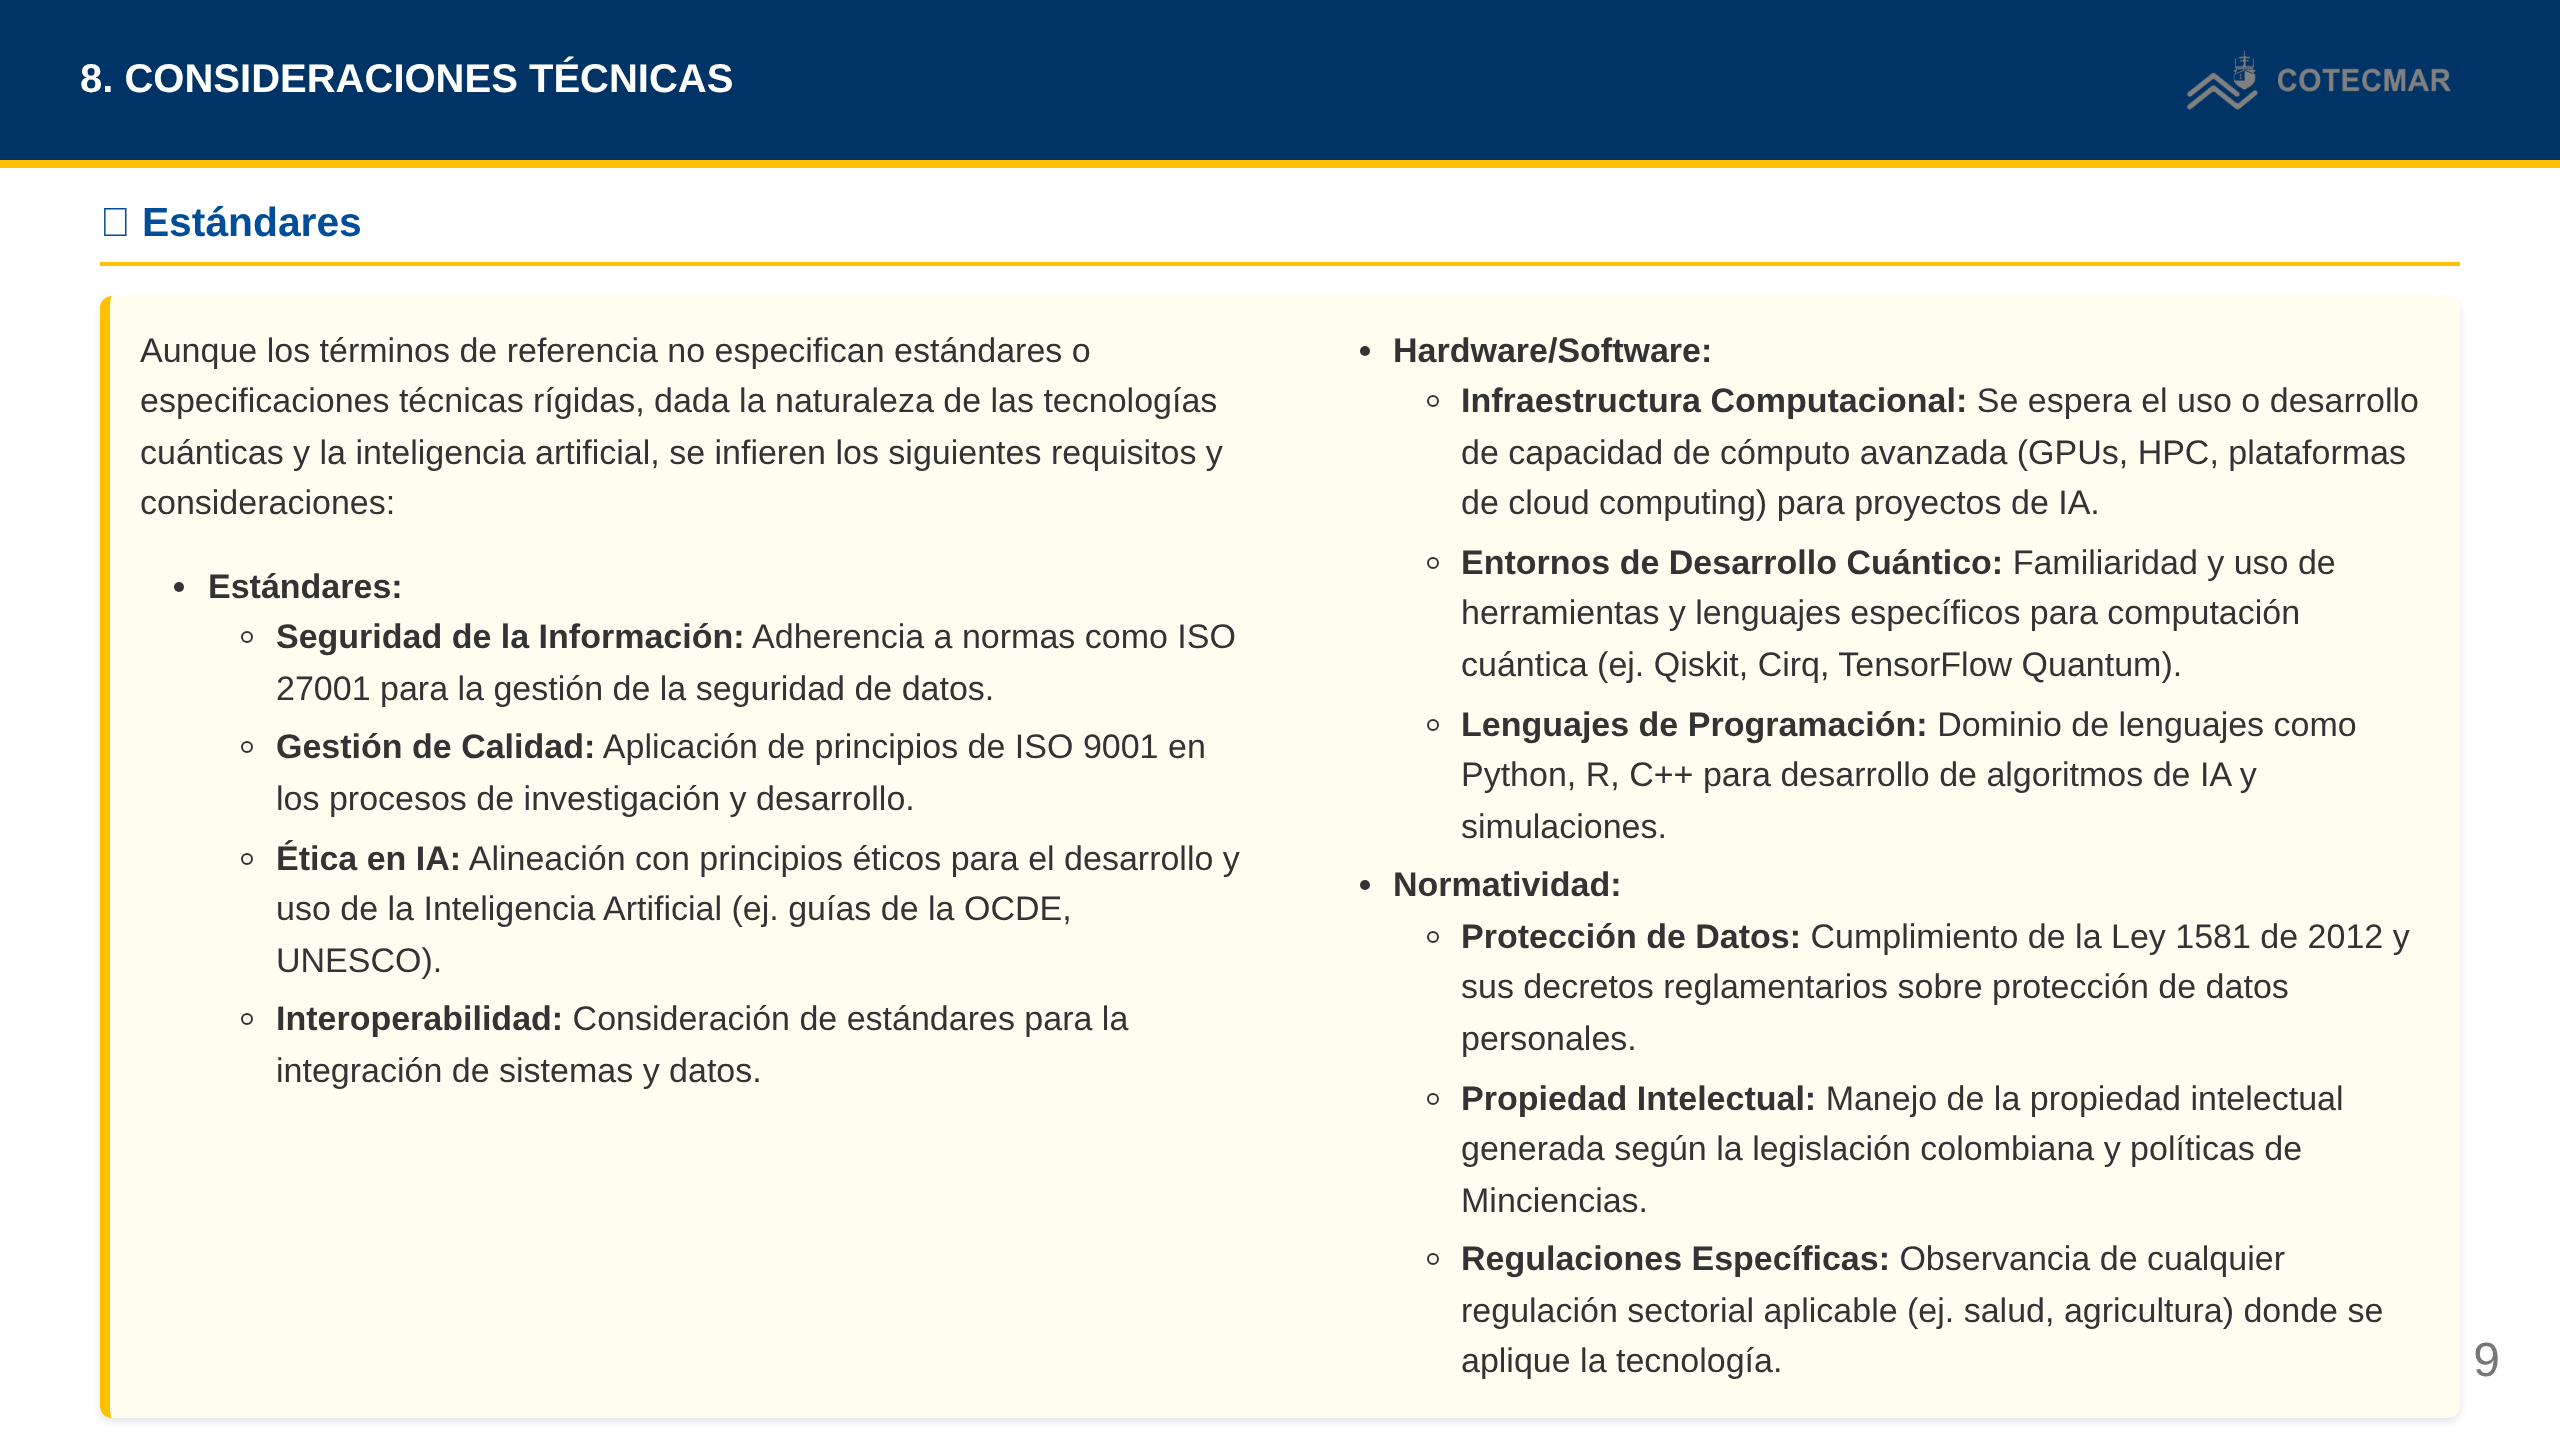 8. CONSIDERACIONES TÉCNICAS
COTECMAR
Estándares
Aunque los términos de referencia no especifican estándares o
especificaciones técnicas rígidas, dada la naturaleza de las tecnologías
cuánticas y la inteligencia artificial, se infieren los siguientes requisitos y
consideraciones:
• Estándares:
◦ Seguridad de la Información: Adherencia a normas como ISO
27001 para la gestión de la seguridad de datos.
◦ Gestión de Calidad: Aplicación de principios de ISO 9001 en
los procesos de investigación y desarrollo.
◦ Ética en IA: Alineación con principios éticos para el desarrollo y
uso de la Inteligencia Artificial (ej. guías de la OCDE,
UNESCO).
◦ Interoperabilidad: Consideración de estándares para la
integración de sistemas y datos.
• Hardware/Software:
◦ Infraestructura Computacional: Se espera el uso o desarrollo
de capacidad de cómputo avanzada (GPUs, HPC, plataformas
de cloud computing) para proyectos de IA.
◦ Entornos de Desarrollo Cuántico: Familiaridad y uso de
herramientas y lenguajes específicos para computación
cuántica (ej. Qiskit, Cirq, TensorFlow Quantum).
◦ Lenguajes de Programación: Dominio de lenguajes como
Python, R, C++ para desarrollo de algoritmos de IA y
simulaciones.
• Normatividad:
◦ Protección de Datos: Cumplimiento de la Ley 1581 de 2012 y
sus decretos reglamentarios sobre protección de datos
personales.
◦ Propiedad Intelectual: Manejo de la propiedad intelectual
generada según la legislación colombiana y políticas de
Minciencias.
◦ Regulaciones Específicas: Observancia de cualquier
regulación sectorial aplicable (ej. salud, agricultura) donde se
aplique la tecnología.
9